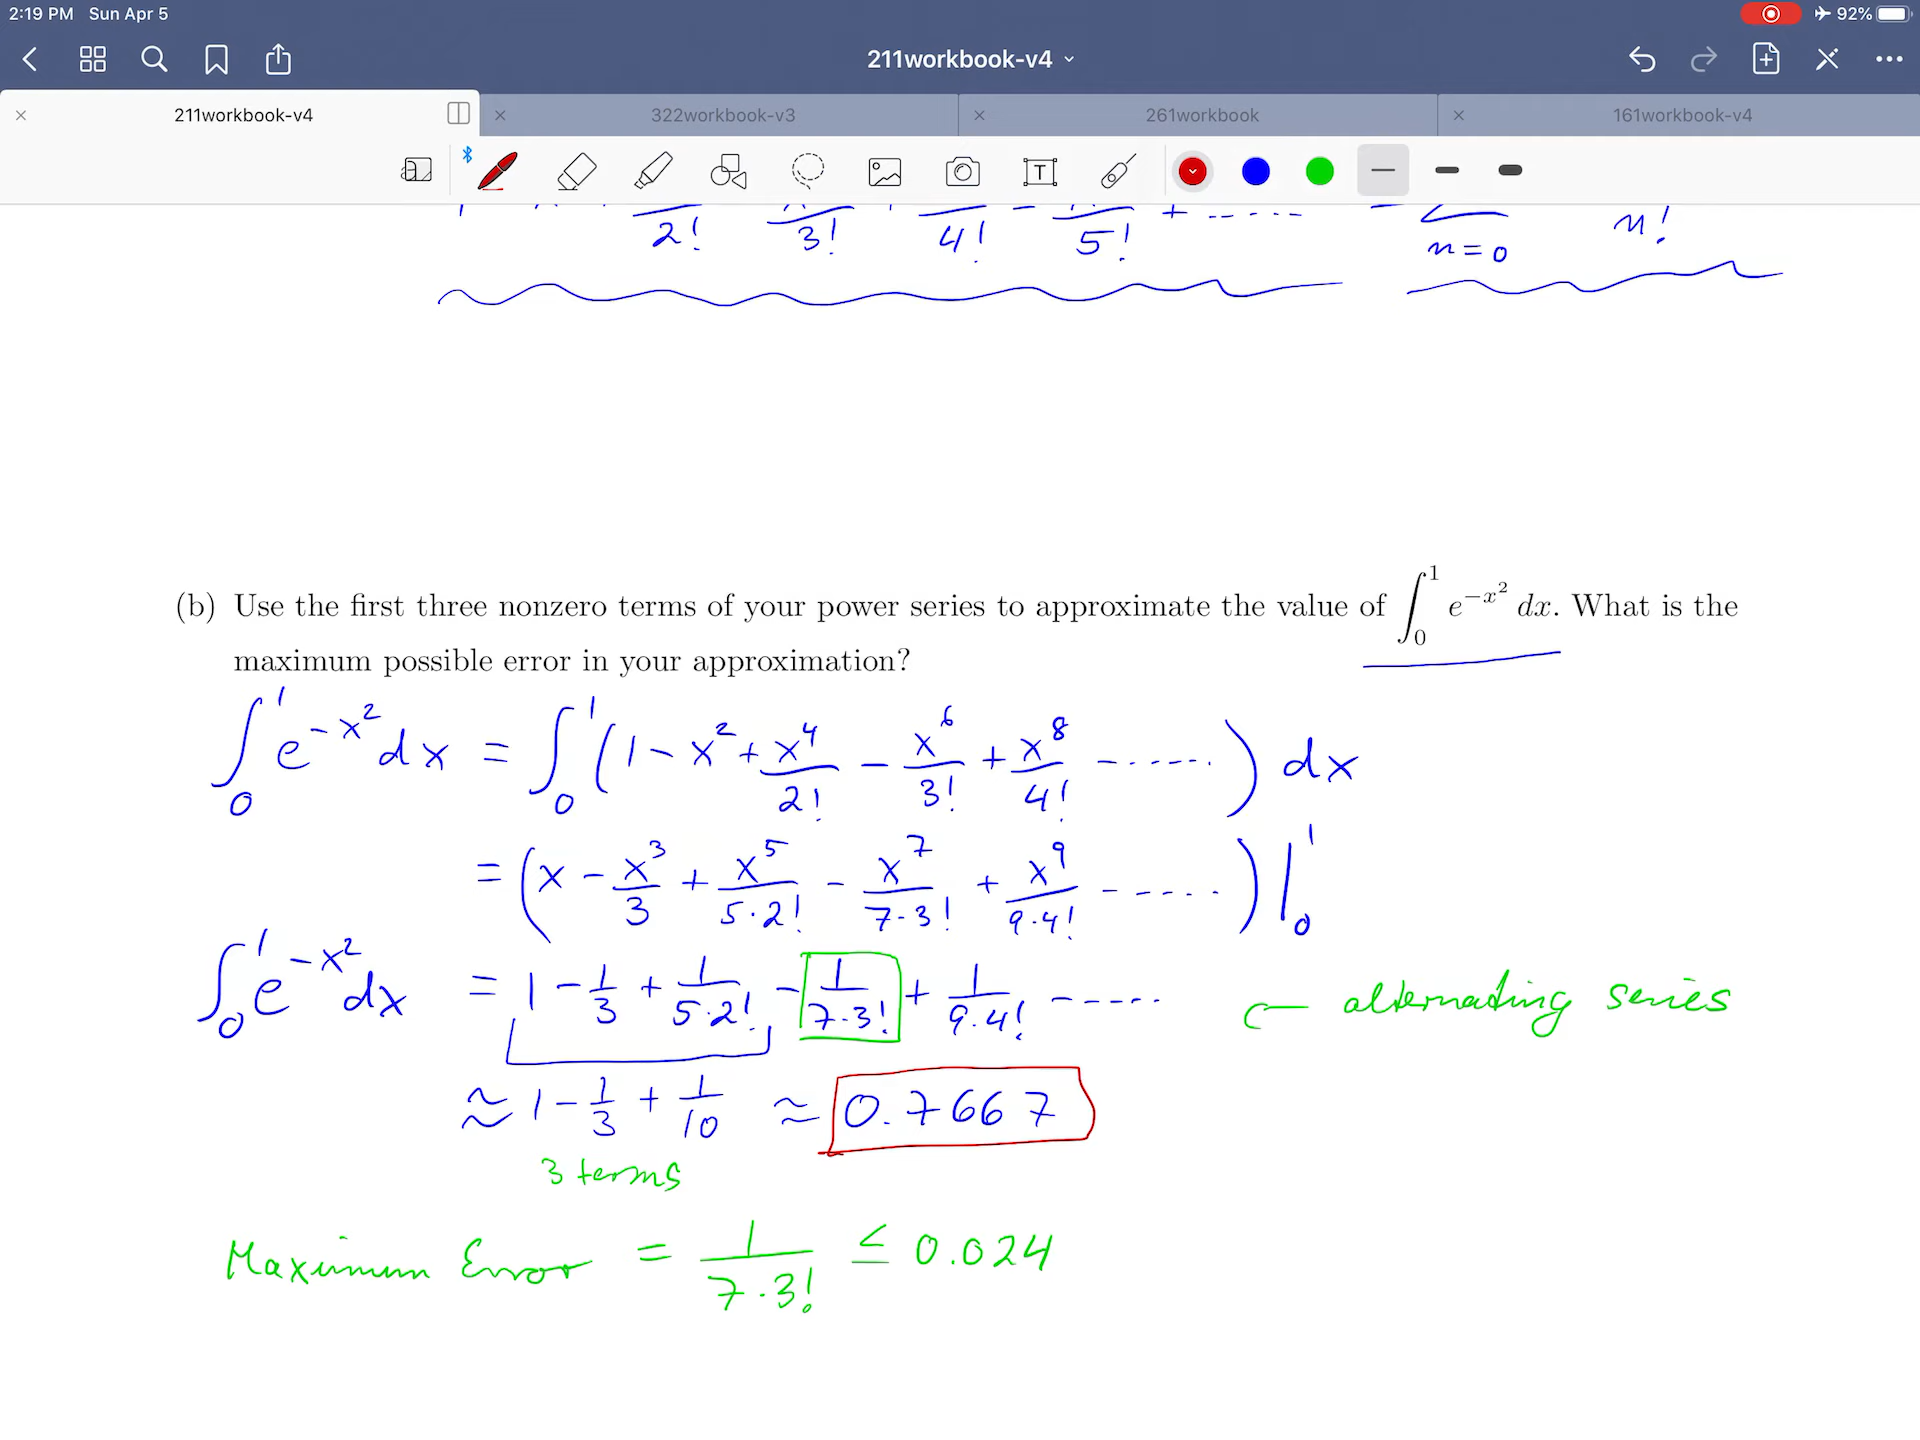 2:19 PM Sun Apr 5 92%
211workbook-v4
211workbook-v4 322workbook-v3 261workbook 161workbook-v4
2! 3! 4! - 5! + ------ = n=0 n!
(b) Use the first three nonzero terms of your power series to approximate the value of ∫_0^1 e^{-x^2} dx. What is the
maximum possible error in your approximation?
∫_0^1 e^{-x^2} dx = ∫_0^1 (1 - x^2 + x^4/2! - x^6/3! + x^8/4! - ------) dx
= (x - x^3/3 + x^5/(5·2!) - x^7/(7·3!) + x^9/(9·4!) ------)|_0^1
∫_0^1 e^{-x^2} dx = 1 - 1/3 + 1/(5·2!) - 1/(7·3!) + 1/(9·4!) ----- ← alternating series
≈ 1 - 1/3 + 1/10 ≈ 0.7667
3 terms
Maximum Error = 1/(7·3!) ≤ 0.024